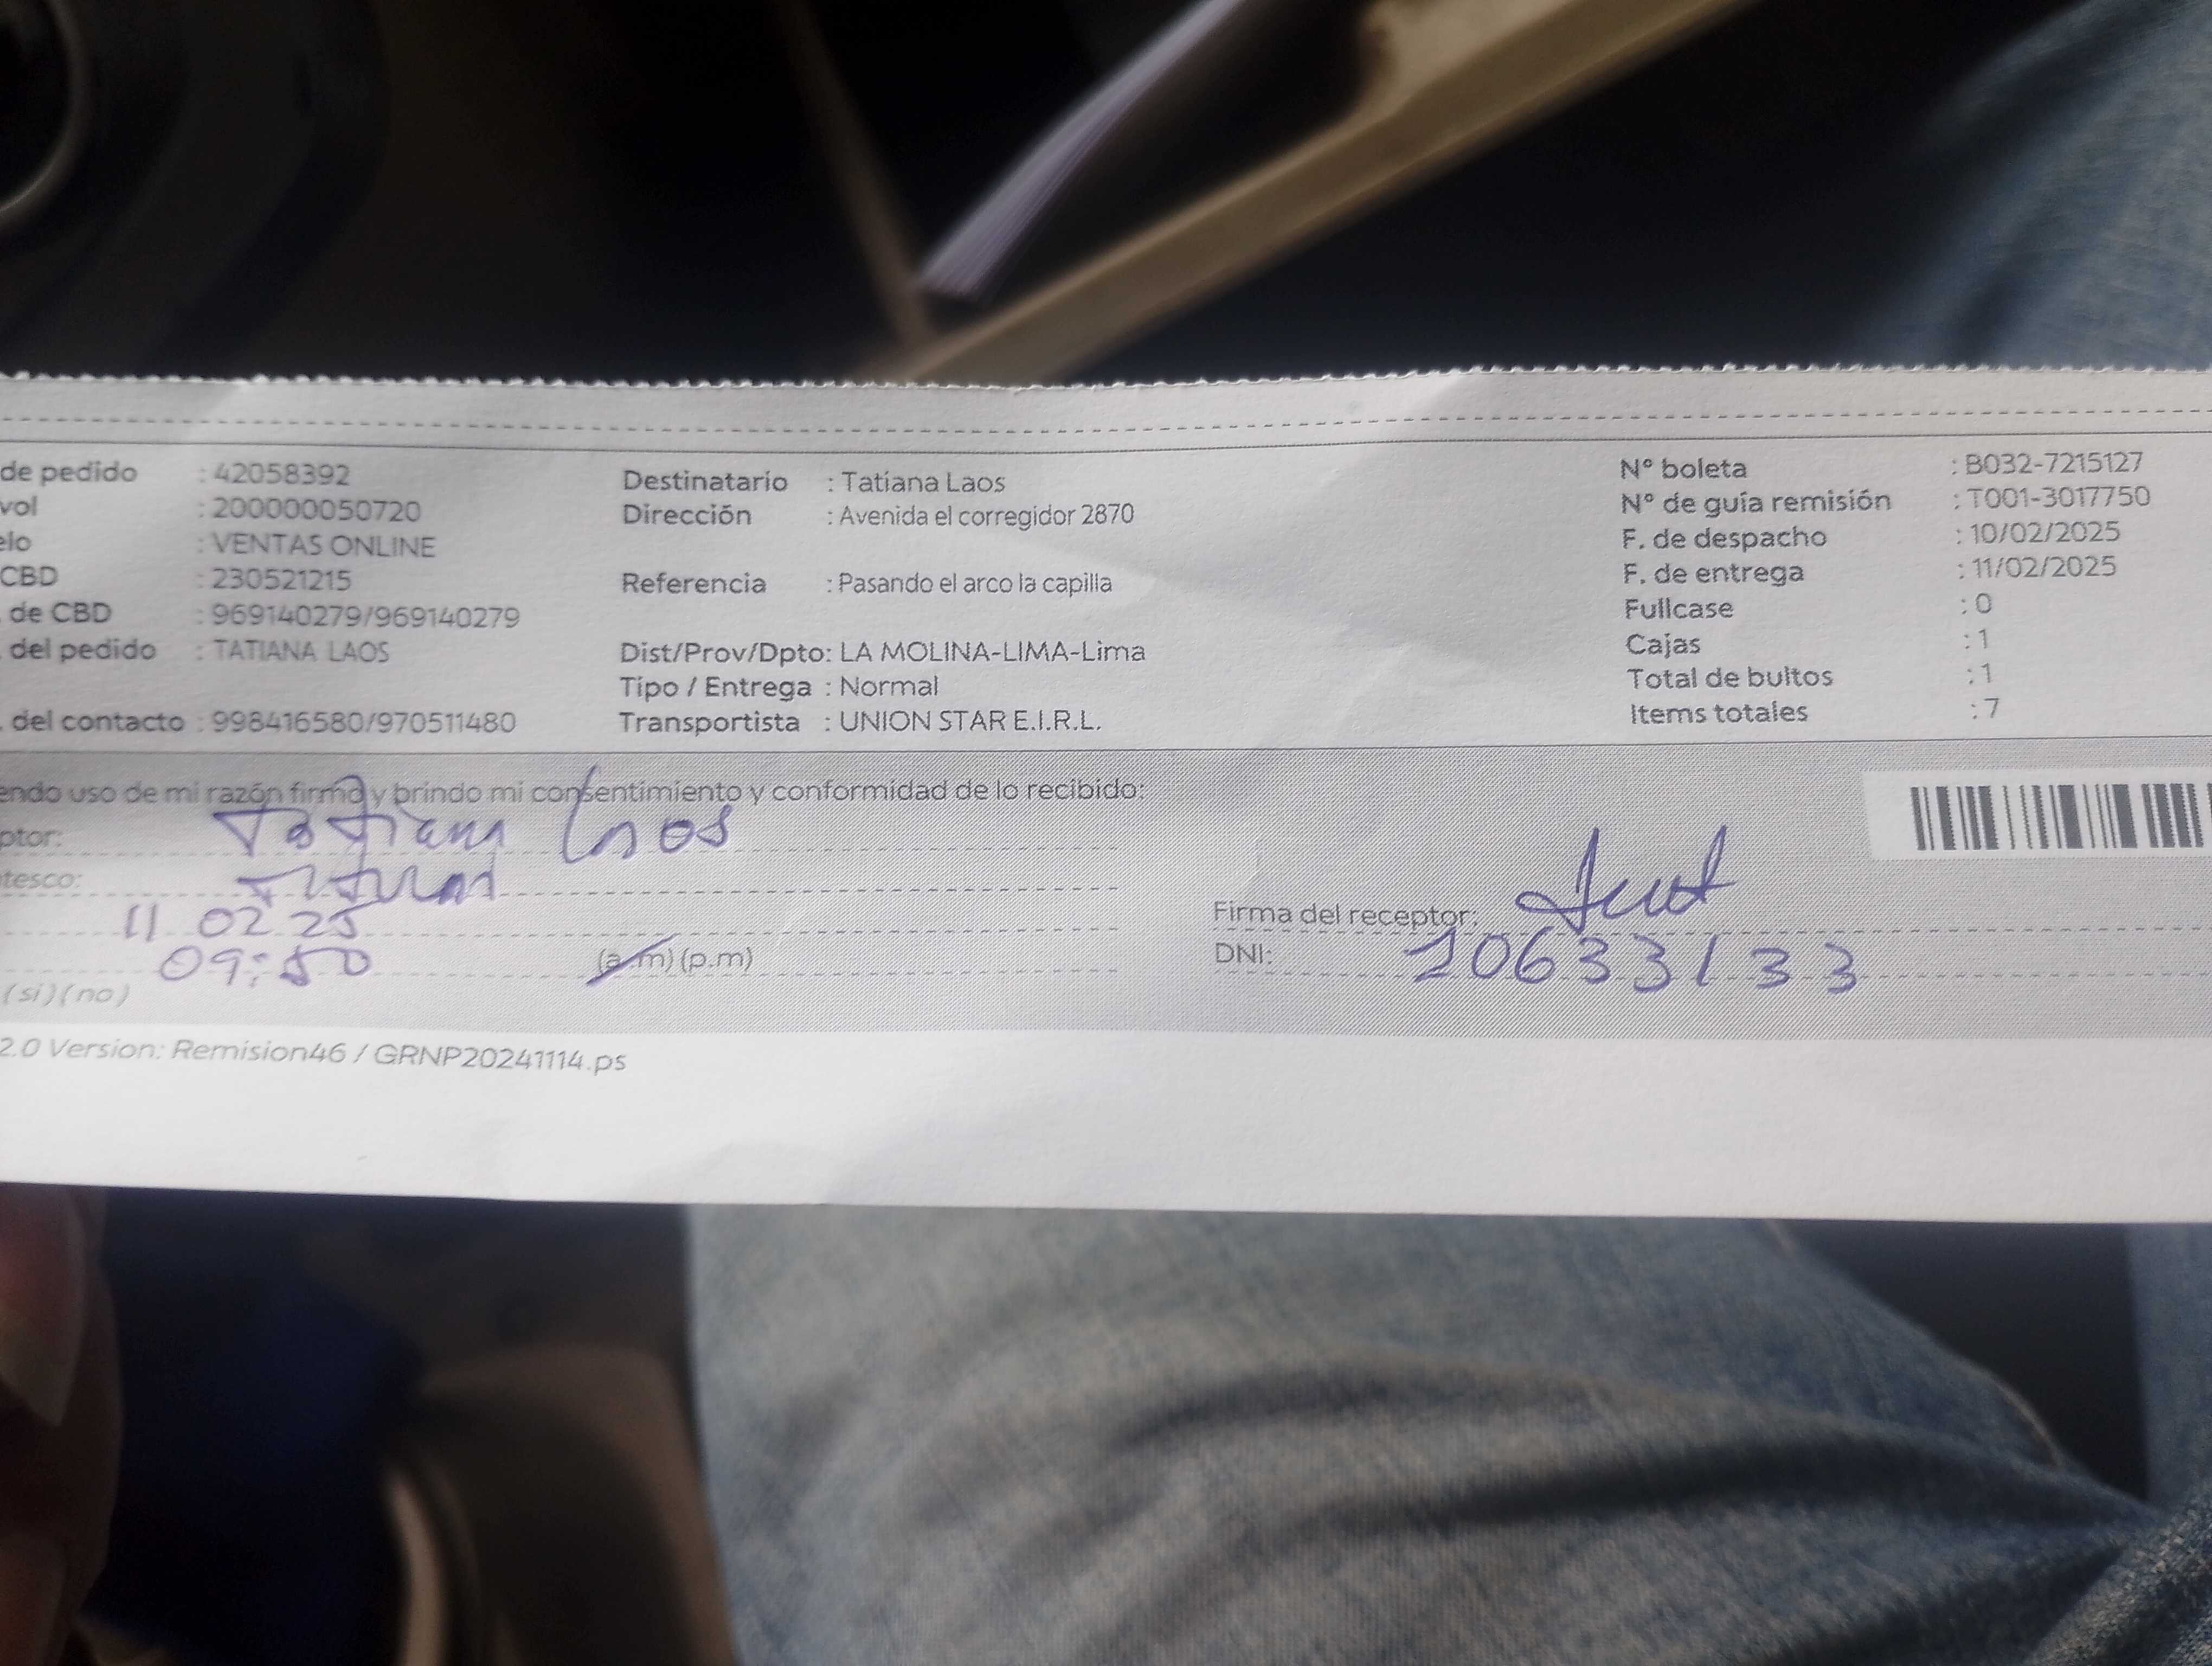 de pedido : 42058392
vol : 200000050720
elo : VENTAS ONLINE
CBD : 230521215
de CBD : 969140279/969140279
del pedido : TATIANA LAOS
. del contacto : 998416580/970511480
Destinatario : Tatiana Laos
Dirección : Avenida el corregidor 2870
Referencia : Pasando el arco la capilla
Dist/Prov/Dpto: LA MOLINA-LIMA-Lima
Tipo / Entrega : Normal
Transportista : UNION STAR E.I.R.L.
N° boleta : B032-7215127
N° de guía remisión : T001-3017750
F. de despacho : 10/02/2025
F. de entrega : 11/02/2025
Fullcase : 0
Cajas : 1
Total de bultos : 1
Items totales : 7
endo uso de mi razón firmo y brindo mi consentimiento y conformidad de lo recibido:
ptor: Tatiana Laos
tesco: Titular
11 02 25
09:50 (a.m)(p.m)
(si)(no)
Firma del receptor:
DNI: 10633133
2.0 Version: Remision46 / GRNP20241114.ps